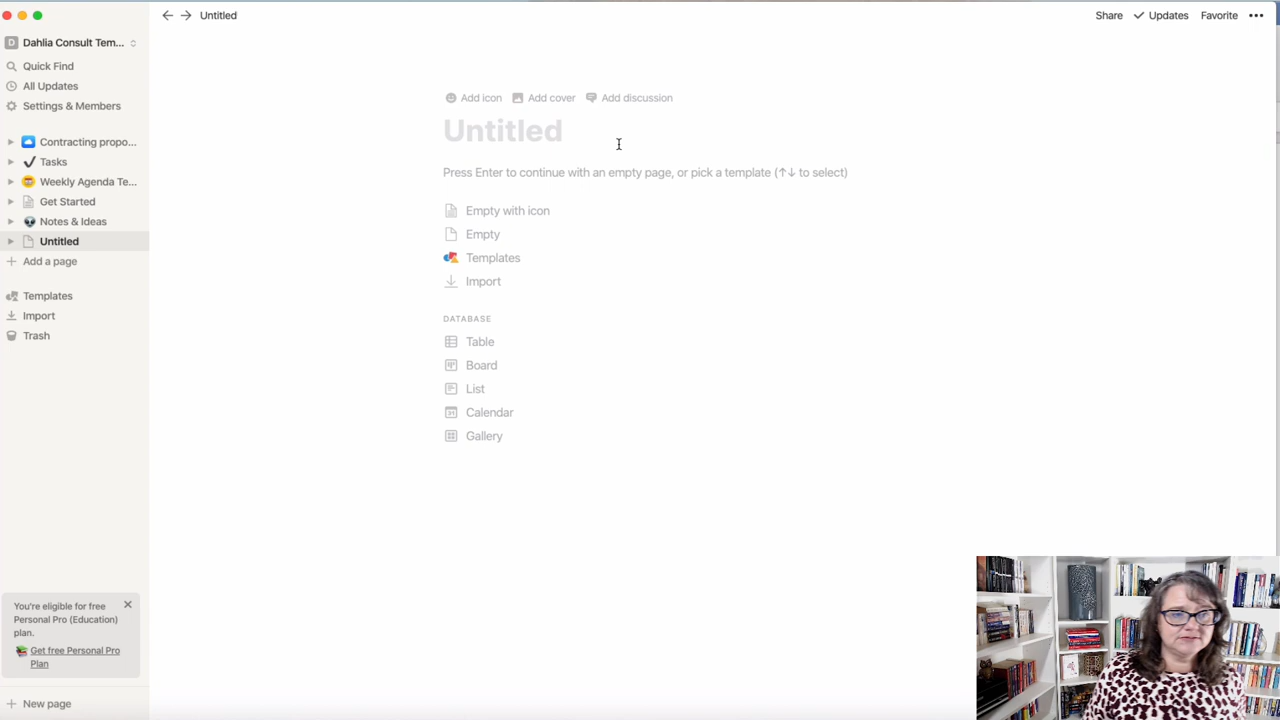 Untitled
Share
Updates
Favorite
Dahlia Consult Tem...
Quick Find
All Updates
Settings & Members
Contracting propo...
Tasks
Weekly Agenda Te...
Get Started
Notes & Ideas
Untitled
Add a page
Templates
Import
Trash
You're eligible for free
Personal Pro (Education)
plan.
Get free Personal Pro
Plan
New page
Add icon
Add cover
Add discussion
Untitled
Press Enter to continue with an empty page, or pick a template (↑↓ to select)
Empty with icon
Empty
Templates
Import
DATABASE
Table
Board
List
Calendar
Gallery